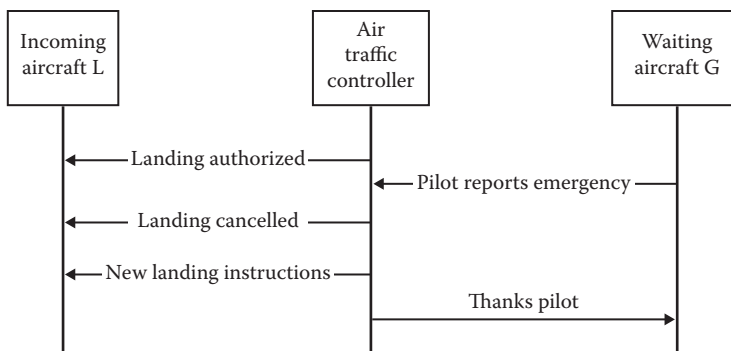 Incoming
aircraft L
Air
traffic
controller
Waiting
aircraft G
Landing authorized
Pilot reports emergency
Landing cancelled
New landing instructions
Thanks pilot